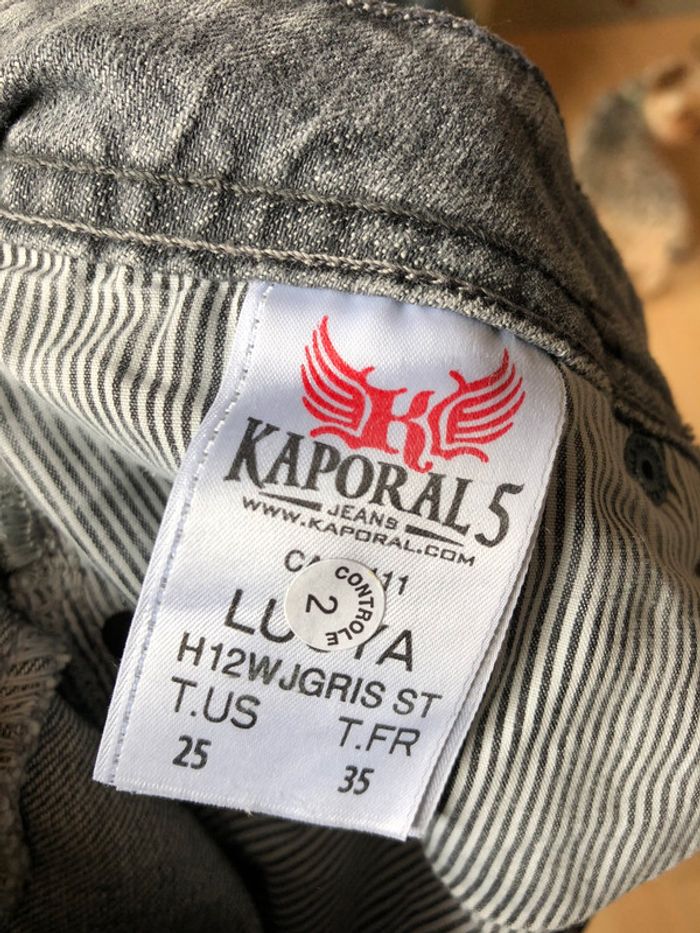 KAPORAL 5
JEANS
WWW.KAPORAL.COM
CONTROLE
2
H12WJGRIS ST
T.US T.FR
25 35